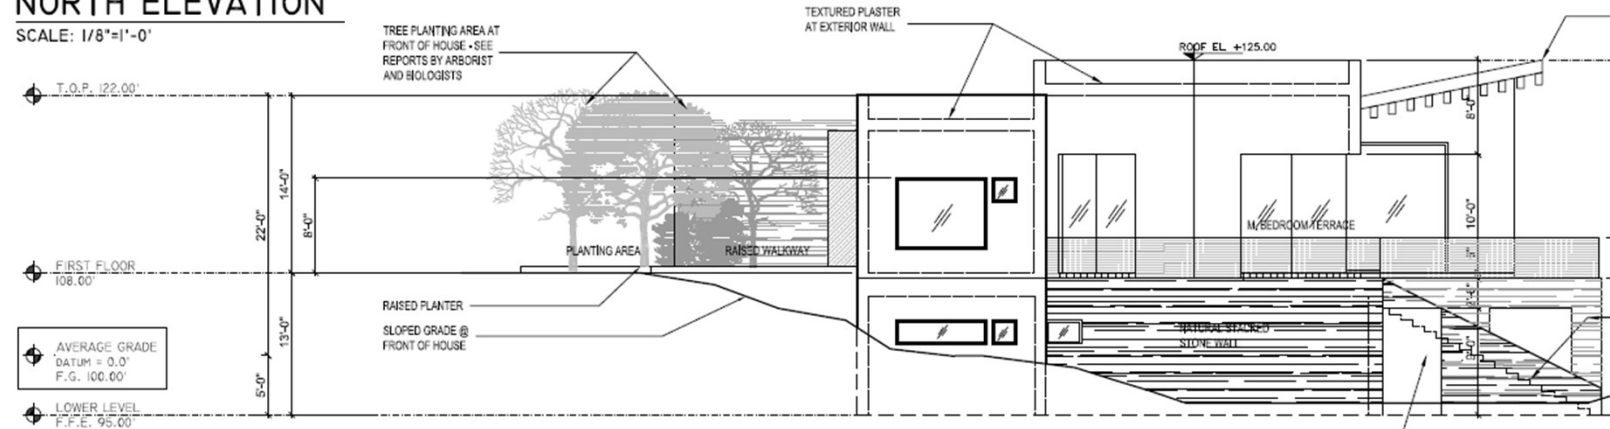 NORTH ELEVATION
SCALE: 1/8"=1'-0'
TREE PLANTING AREA AT
FRONT OF HOUSE - SEE
REPORTS BY ARBORIST
AND BIOLOGISTS
TEXTURED PLASTER
AT EXTERIOR WALL
ROOF EL +125.00
T.O.P. 122.00'
22'-0"
14'-0"
8'-0"
8'-0"
10'-0"
M. BEDROOM TERRACE
PLANTING AREA
RAISED WALKWAY
FIRST FLOOR
108.00'
RAISED PLANTER
SLOPED GRADE @
FRONT OF HOUSE
13'-0"
NATURAL STACKED
STONE WALL
AVERAGE GRADE
DATUM = 0.0'
F.G. 100.00'
5'-0"
LOWER LEVEL
F.F.E. 95.00'